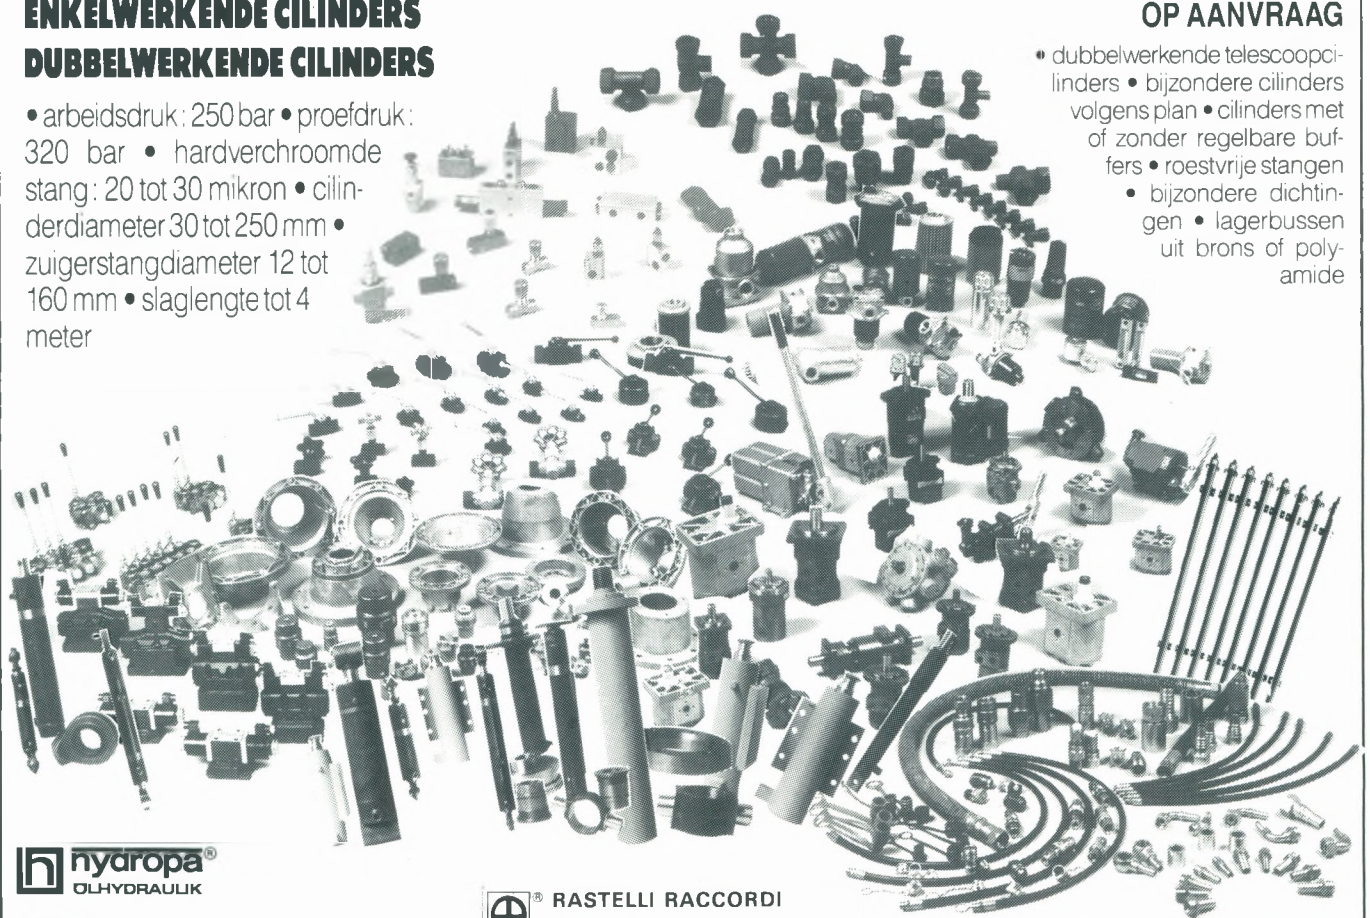 ENKELWERKENDE CILINDERS
DUBBELWERKENDE CILINDERS
• arbeidsdruk: 250 bar • proefdruk:
320 bar • hardverchroomde
stang: 20 tot 30 mikron • cilin-
derdiameter 30 tot 250 mm •
zuigerstangdiameter 12 tot
160 mm • slaglengte tot 4
meter
OP AANVRAAG
• dubbelwerkende telescoopci-
linders • bijzondere cilinders
volgens plan • cilinders met
of zonder regelbare buf-
fers • roestvrije stangen
• bijzondere dichtin-
gen • lagerbussen
uit brons of poly-
amide
hydropa®
ÖLHYDRAULIK
® RASTELLI RACCORDI